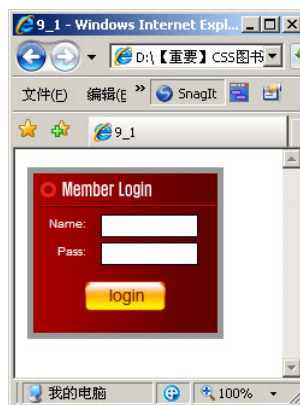 9_1 - Windows Internet Expl...
D:\【重要】CSS图书
文件(F) 编辑(E » SnagIt
9_1
Member Login
Name:
Pass:
login
我的电脑 100%